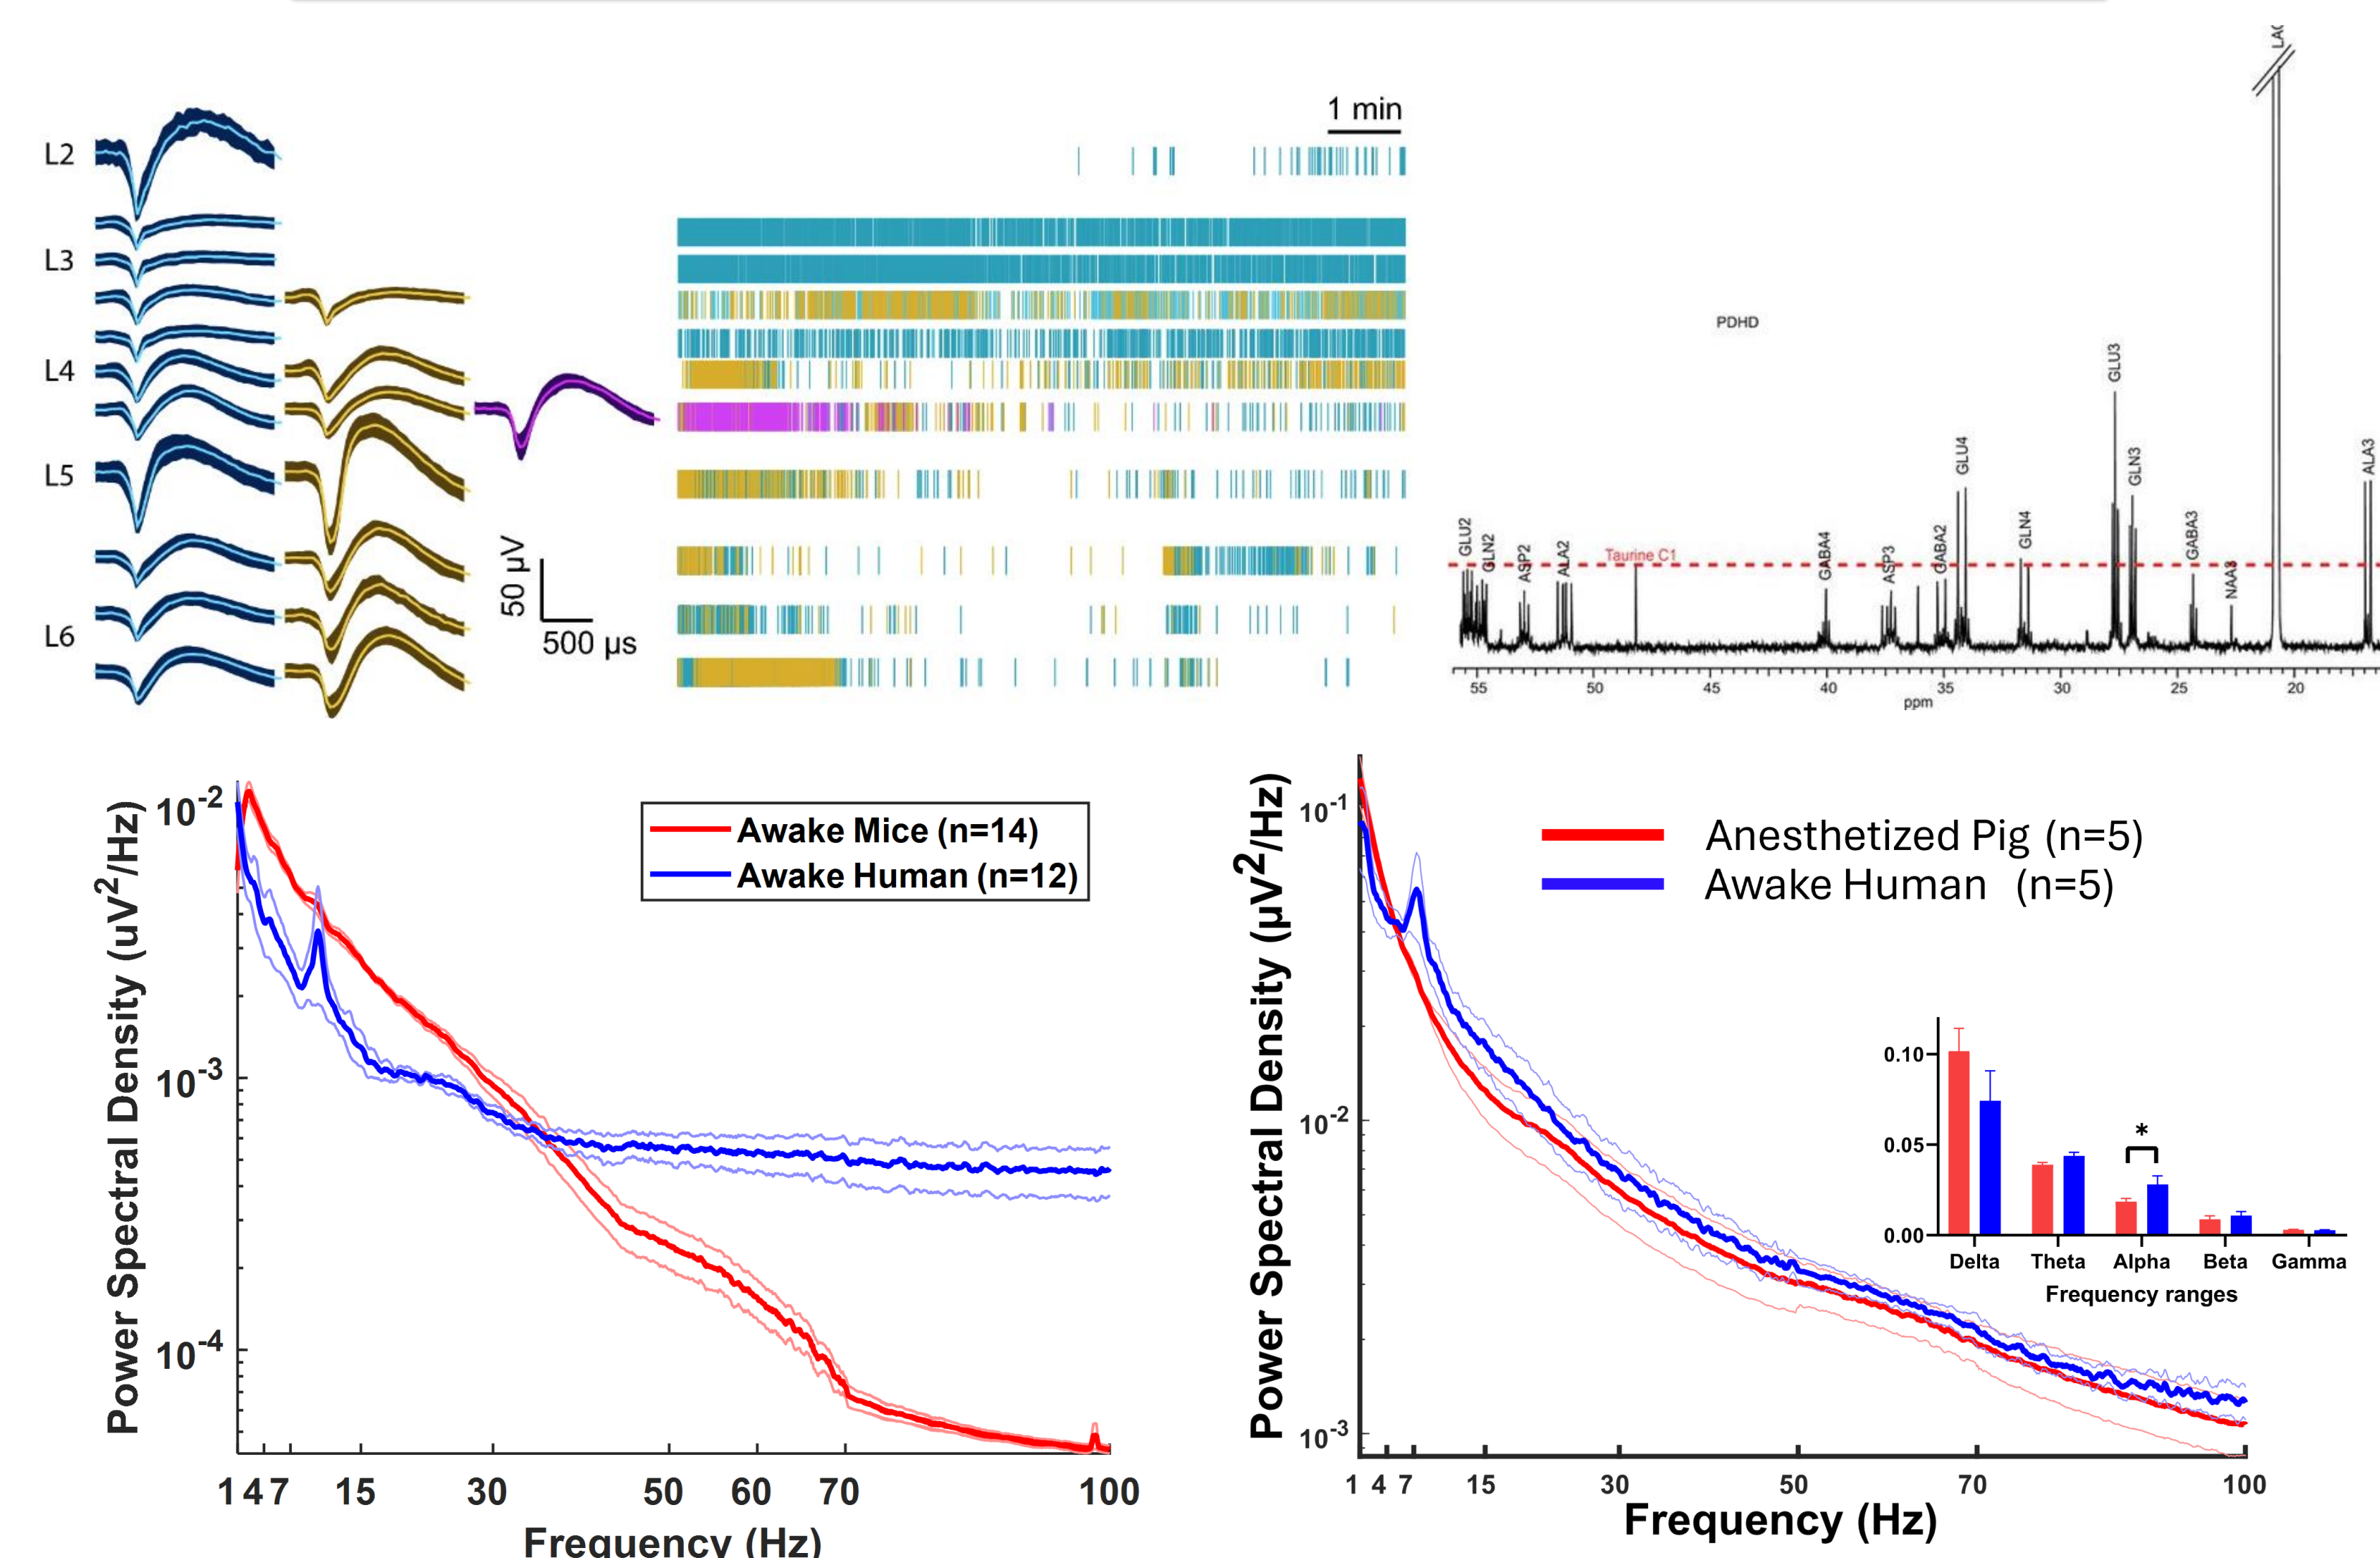 L2
L3
L4
L5
L6
50 µV
500 µs
1 min
PDHD
GLU2
GLN2
ASP2
ALA2
Taurine C1
GABA4
ASP3
GABA2
GLU4
GLN4
GLU3
GLN3
GABA3
NAA3
ALA3
55 50 45 40 35 30 25 20
ppm
Power Spectral Density (uV²/Hz)
10⁻²
10⁻³
10⁻⁴
Awake Mice (n=14)
Awake Human (n=12)
1 4 7 15 30 50 60 70 100
Frequency (Hz)
Power Spectral Density (µV²/Hz)
10⁻¹
10⁻²
10⁻³
Anesthetized Pig (n=5)
Awake Human (n=5)
0.10
0.05
0.00
*
Delta Theta Alpha Beta Gamma
Frequency ranges
1 4 7 15 30 50 70 100
Frequency (Hz)